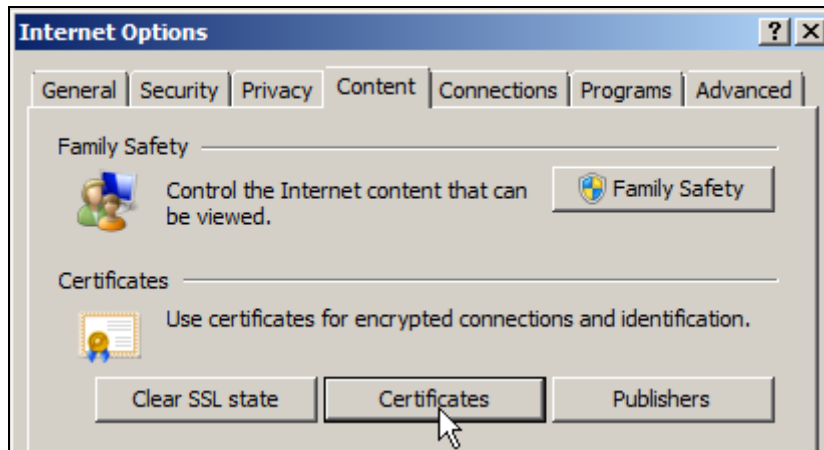 Internet Options
General Security Privacy Content Connections Programs Advanced
Family Safety
Control the Internet content that can
be viewed.
Family Safety
Certificates
Use certificates for encrypted connections and identification.
Clear SSL state Certificates Publishers